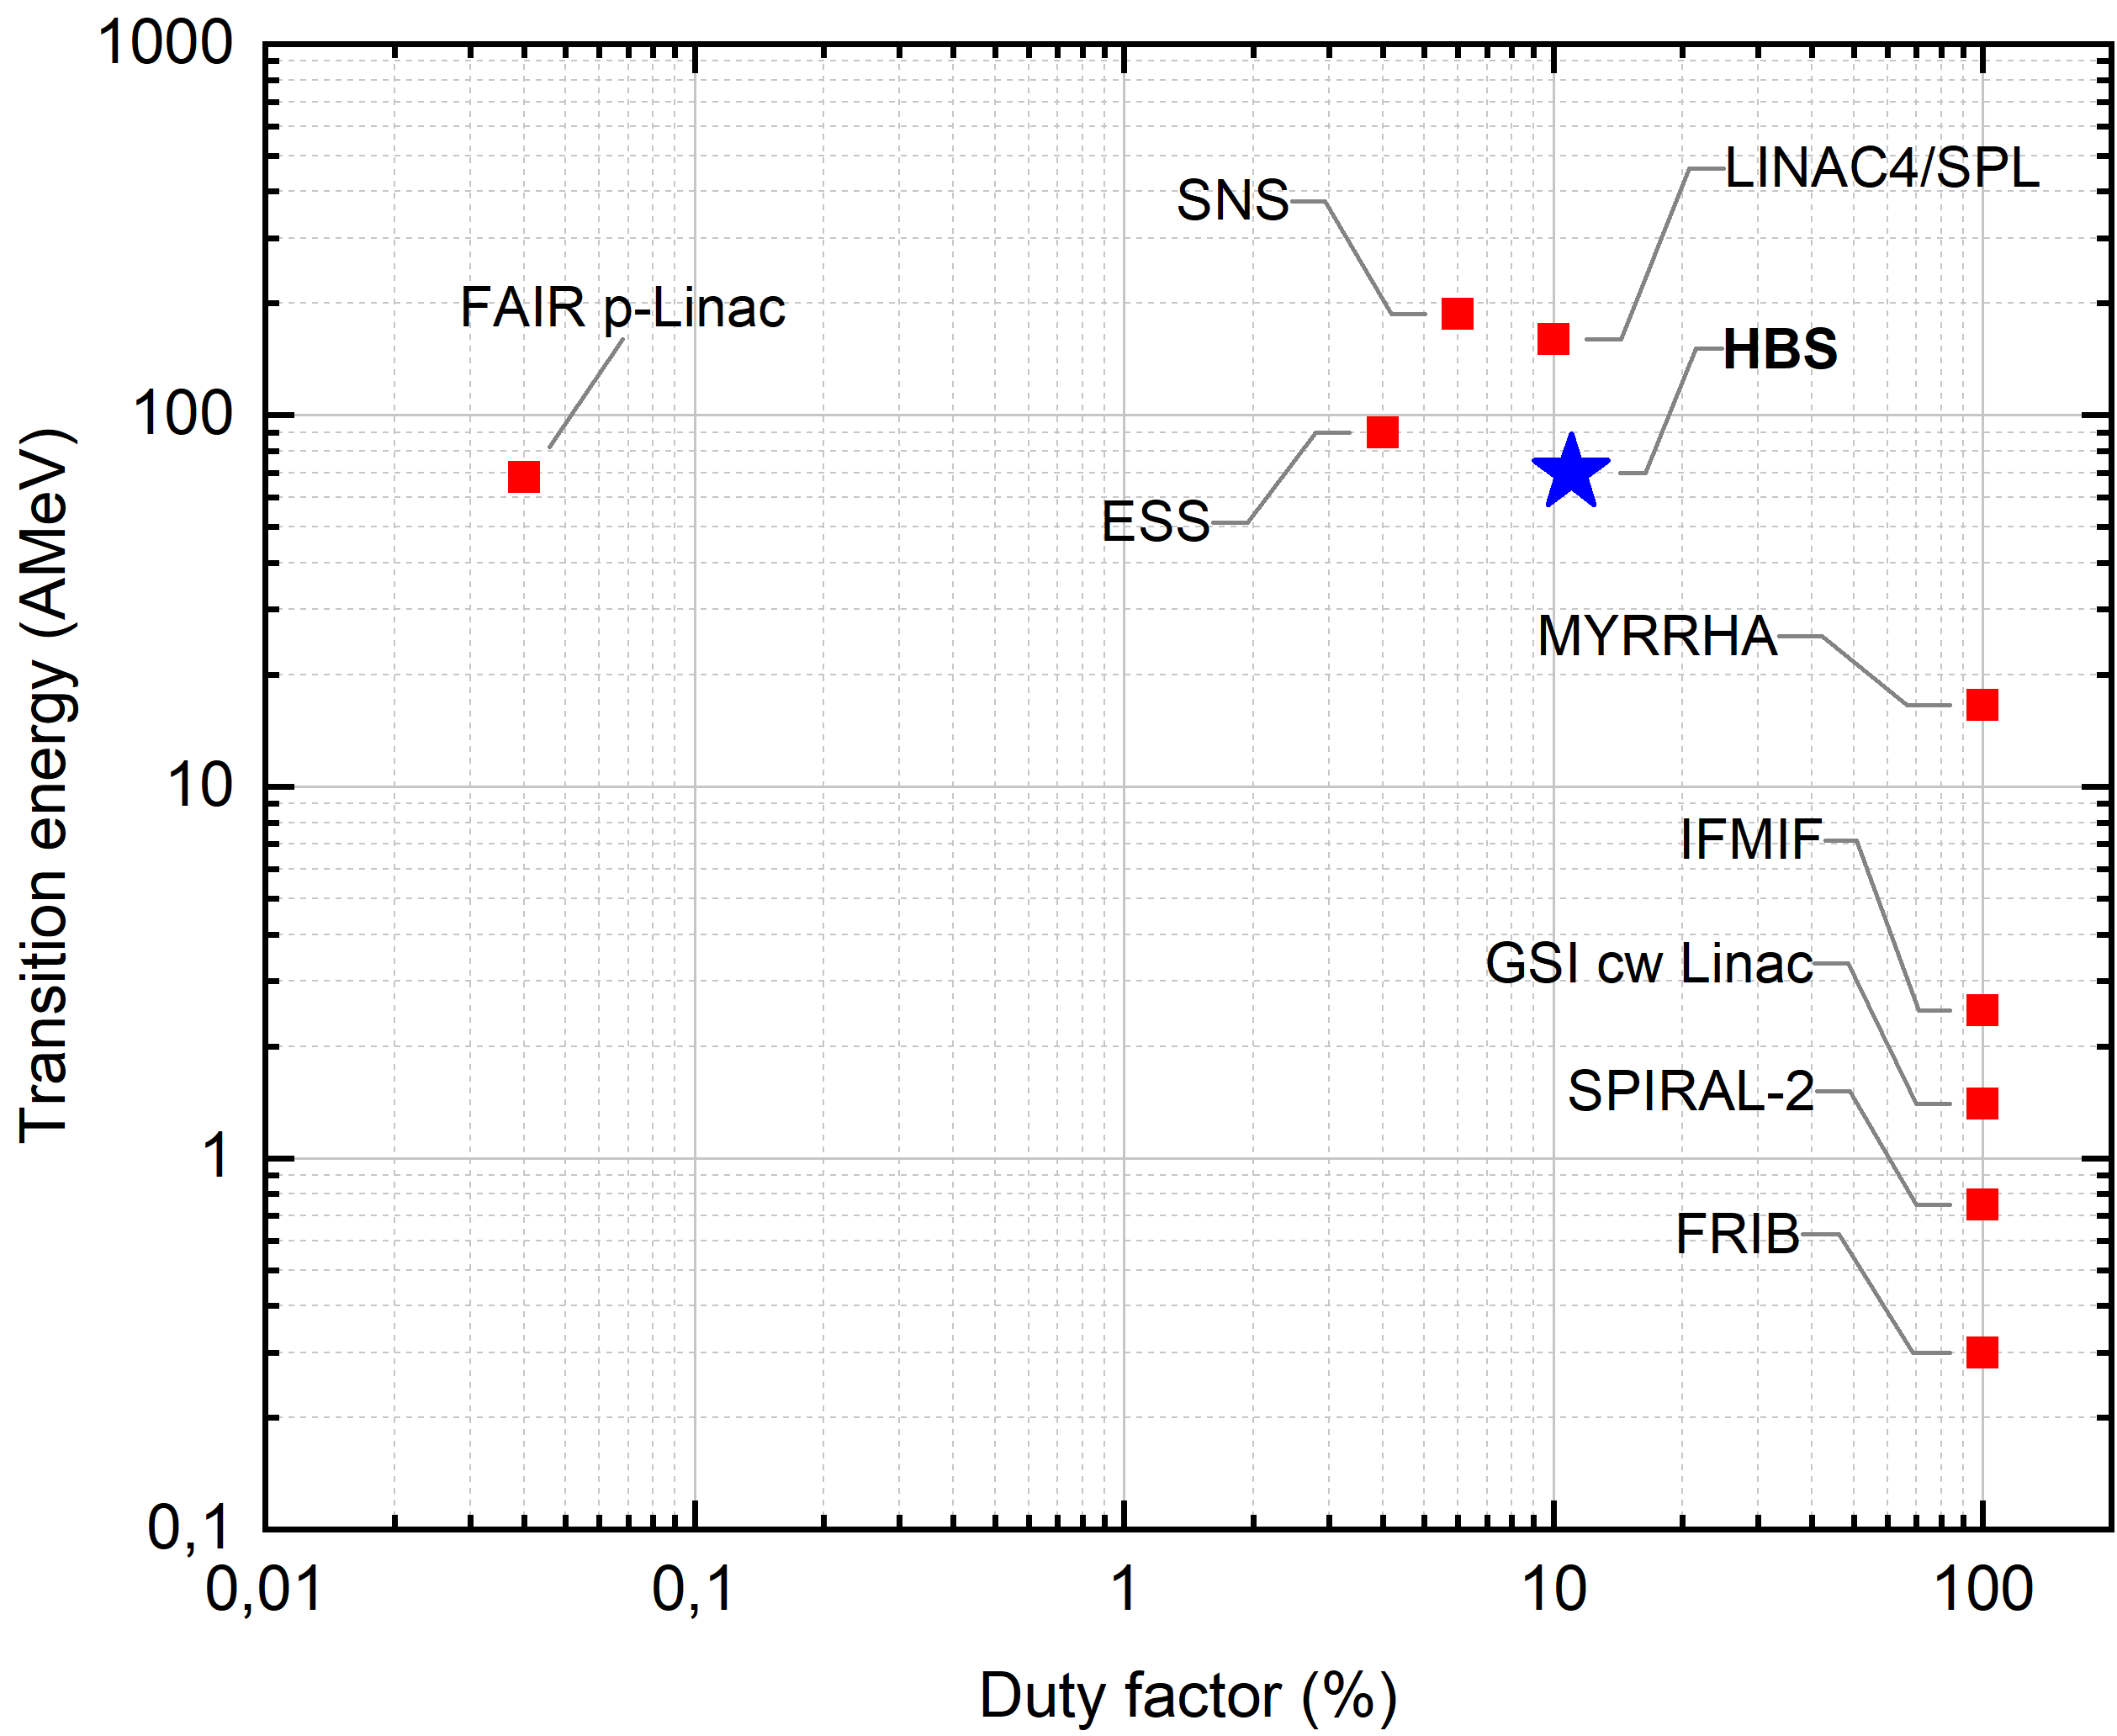 1000
100
10
1
0,1
Transition energy (AMeV)
LINAC4/SPL
SNS
FAIR p-Linac
HBS
ESS
MYRRHA
IFMIF
GSI cw Linac
SPIRAL-2
FRIB
0,01
0,1
1
10
100
Duty factor (%)